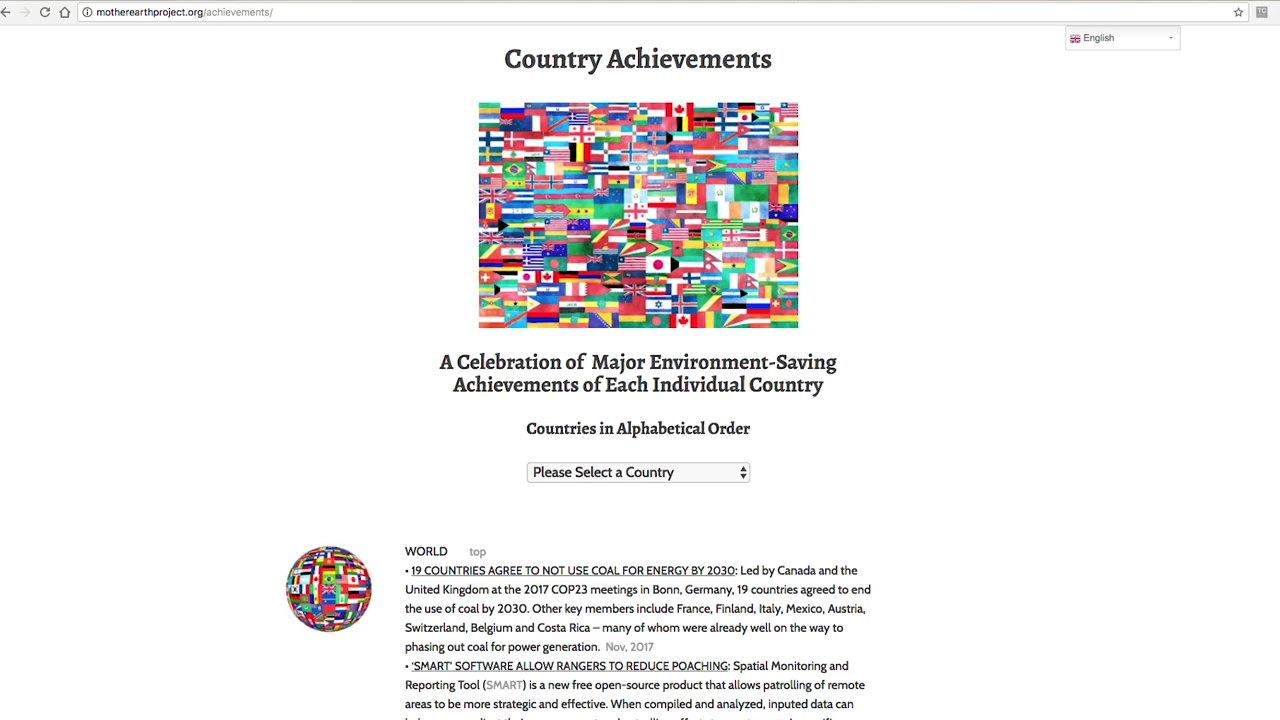 motherearthproject.org/achievements/
English
Country Achievements
A Celebration of Major Environment-Saving
Achievements of Each Individual Country
Countries in Alphabetical Order
Please Select a Country
WORLD top
• 19 COUNTRIES AGREE TO NOT USE COAL FOR ENERGY BY 2030: Led by Canada and the
United Kingdom at the 2017 COP23 meetings in Bonn, Germany, 19 countries agreed to end
the use of coal by 2030. Other key members include France, Finland, Italy, Mexico, Austria,
Switzerland, Belgium and Costa Rica – many of whom were already well on the way to
phasing out coal for power generation. Nov, 2017
• ‘SMART’ SOFTWARE ALLOW RANGERS TO REDUCE POACHING: Spatial Monitoring and
Reporting Tool (SMART) is a new free open-source product that allows patrolling of remote
areas to be more strategic and effective. When compiled and analyzed, inputed data can